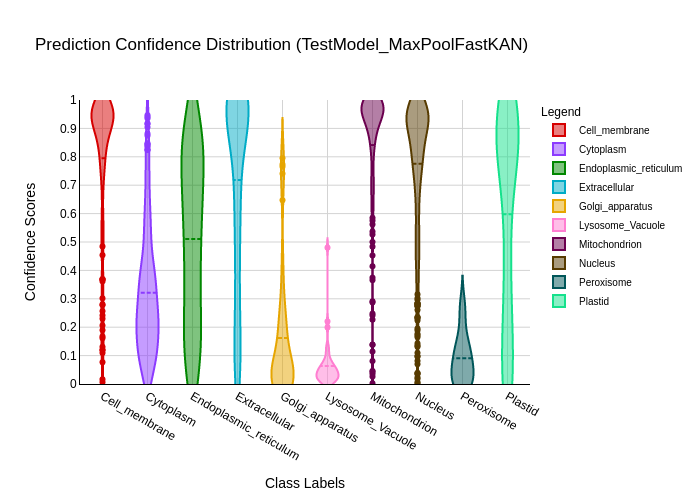 Prediction Confidence Distribution (TestModel_MaxPoolFastKAN)
Confidence Scores
1
0.9
0.8
0.7
0.6
0.5
0.4
0.3
0.2
0.1
0
Cell_membrane
Cytoplasm
Endoplasmic_reticulum
Extracellular
Golgi_apparatus
Lysosome_Vacuole
Mitochondrion
Nucleus
Peroxisome
Plastid
Class Labels
Legend
Cell_membrane
Cytoplasm
Endoplasmic_reticulum
Extracellular
Golgi_apparatus
Lysosome_Vacuole
Mitochondrion
Nucleus
Peroxisome
Plastid